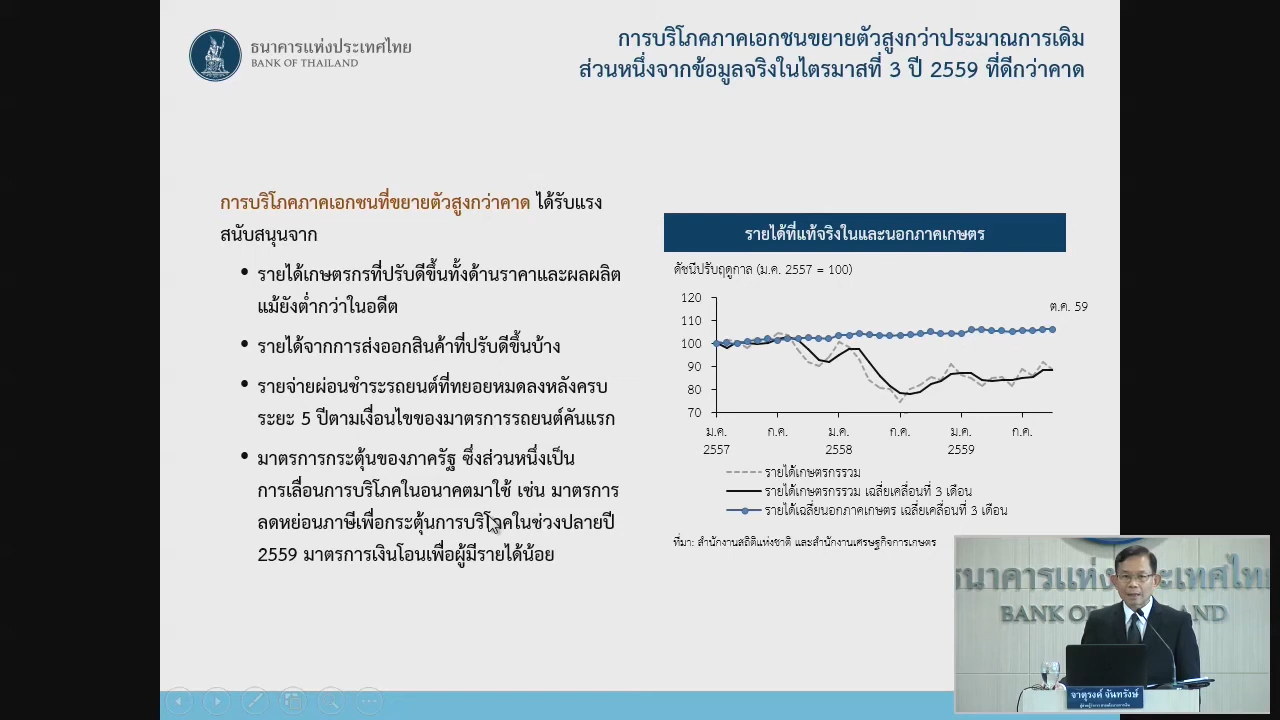 ธนาคารแห่งประเทศไทย
BANK OF THAILAND
การบริโภคภาคเอกชนขยายตัวสูงกว่าประมาณการเดิม
ส่วนหนึ่งจากข้อมูลจริงในไตรมาสที่ 3 ปี 2559 ที่ดีกว่าคาด
การบริโภคภาคเอกชนที่ขยายตัวสูงกว่าคาด ได้รับแรง
สนับสนุนจาก
• รายได้เกษตรกรที่ปรับดีขึ้นทั้งด้านราคาและผลผลิต
แม้ยังต่ำกว่าในอดีต
• รายได้จากการส่งออกสินค้าที่ปรับดีขึ้นบ้าง
• รายจ่ายผ่อนชำระรถยนต์ที่ทยอยหมดลงหลังครบ
ระยะ 5 ปีตามเงื่อนไขของมาตรการรถยนต์คันแรก
• มาตรการกระตุ้นของภาครัฐ ซึ่งส่วนหนึ่งเป็น
การเลื่อนการบริโภคในอนาคตมาใช้ เช่น มาตรการ
ลดหย่อนภาษีเพื่อกระตุ้นการบริโภคในช่วงปลายปี
2559 มาตรการเงินโอนเพื่อผู้มีรายได้น้อย
รายได้ที่แท้จริงในและนอกภาคเกษตร
ดัชนีปรับฤดูกาล (ม.ค. 2557 = 100)
ต.ค. 59
120
110
100
90
80
70
ม.ค. ก.ค. ม.ค. ก.ค. ม.ค. ก.ค.
2557 2558 2559
รายได้เกษตรกรรวม
รายได้เกษตรกรรวม เฉลี่ยเคลื่อนที่ 3 เดือน
รายได้เฉลี่ยนอกภาคเกษตร เฉลี่ยเคลื่อนที่ 3 เดือน
ที่มา: สำนักงานสถิติแห่งชาติ และสำนักงานเศรษฐกิจการเกษตร
ธนาคารแห่งประเทศไทย
BANK OF THAILAND
จาตุรงค์ จันทรังษ์